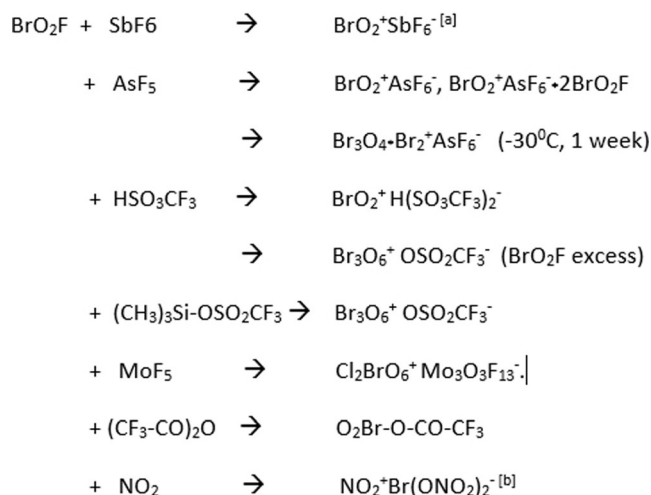 BrO₂F + SbF6 → BrO₂⁺SbF₆⁻ [a]
+ AsF₅ → BrO₂⁺AsF₆⁻, BrO₂⁺AsF₆⁻•2BrO₂F
→ Br₃O₄•Br₂⁺AsF₆⁻ (-30⁰C, 1 week)
+ HSO₃CF₃ → BrO₂⁺ H(SO₃CF₃)₂⁻
→ Br₃O₆⁺ OSO₂CF₃⁻ (BrO₂F excess)
+ (CH₃)₃Si-OSO₂CF₃ → Br₃O₆⁺ OSO₂CF₃⁻
+ MoF₅ → Cl₂BrO₆⁺ Mo₃O₃F₁₃⁻.
+ (CF₃-CO)₂O → O₂Br-O-CO-CF₃
+ NO₂ → NO₂⁺Br(ONO₂)₂⁻ [b]